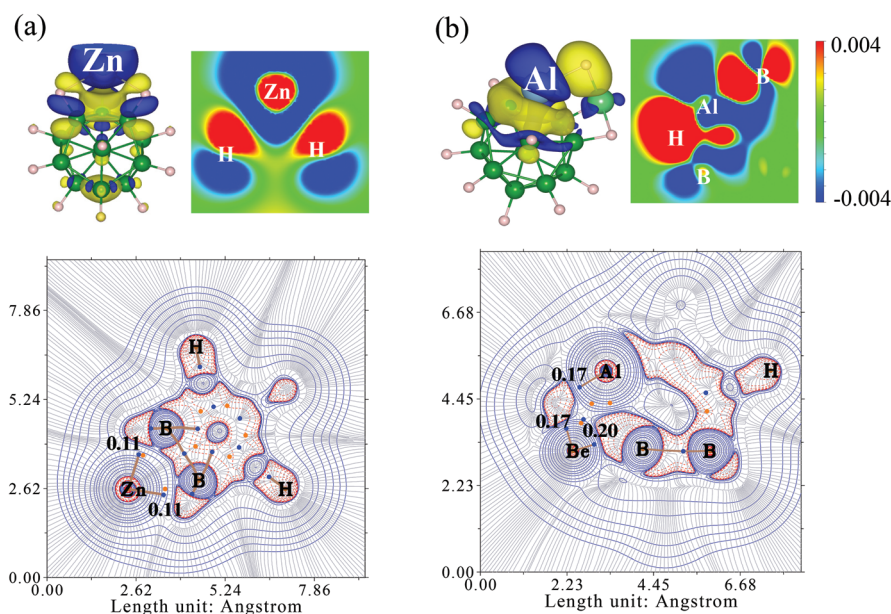 (a)
Zn
Zn
H
H
(b)
Al
B
Al
H
B
0.004
-0.004
7.86
5.24
2.62
0.00
H
B
0.11
B
Zn
H
0.11
0.00
2.62
5.24
7.86
Length unit: Angstrom
6.68
4.45
2.23
0.00
0.17
Al
H
0.17
0.20
Be
B
B
0.00
2.23
4.45
6.68
Length unit: Angstrom